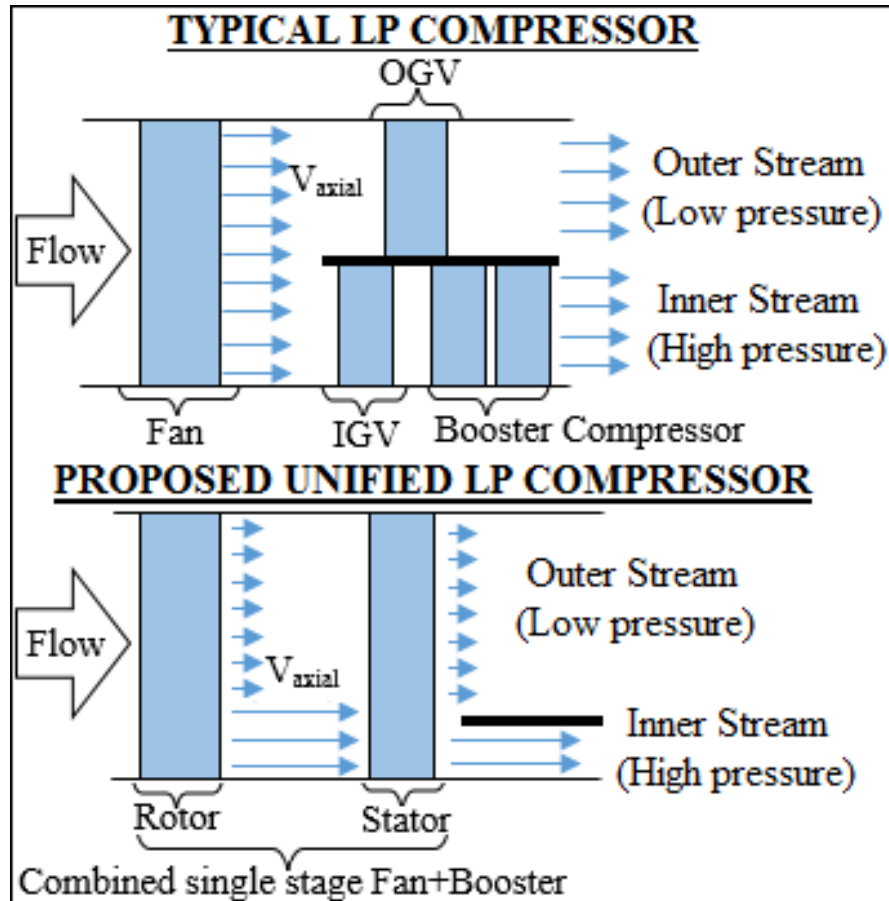 TYPICAL LP COMPRESSOR
OGV
Flow
Vaxial
Outer Stream
(Low pressure)
Inner Stream
(High pressure)
Fan
IGV
Booster Compressor
PROPOSED UNIFIED LP COMPRESSOR
Flow
Vaxial
Outer Stream
(Low pressure)
Inner Stream
(High pressure)
Rotor
Stator
Combined single stage Fan+Booster